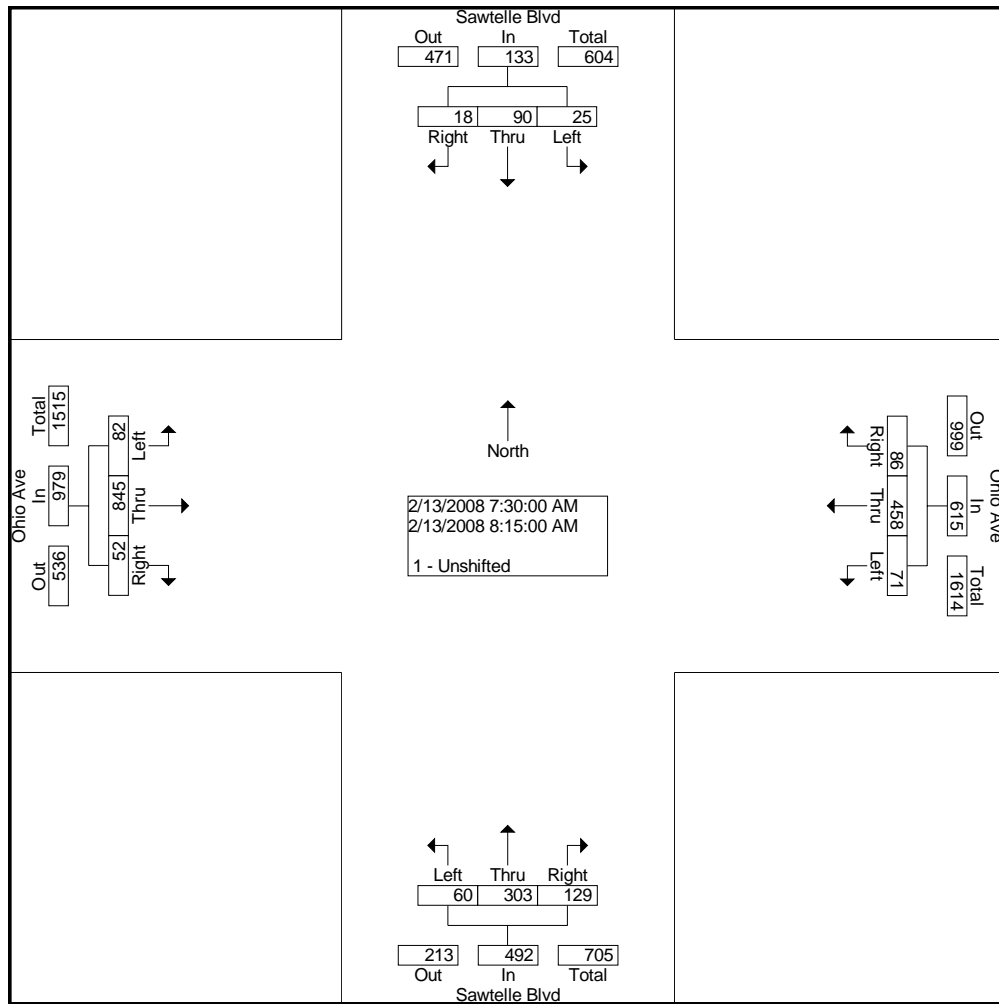 Sawtelle Blvd
Out In Total
471 133 604
18 90 25
Right Thru Left
Ohio Ave
Total In Out
1515 979 536
82 845 52
Left Thru Right
North
2/13/2008 7:30:00 AM
2/13/2008 8:15:00 AM
1 - Unshifted
Right Thru Left
86 458 71
Out In Total
999 615 1614
Ohio Ave
Left Thru Right
60 303 129
213 492 705
Out In Total
Sawtelle Blvd